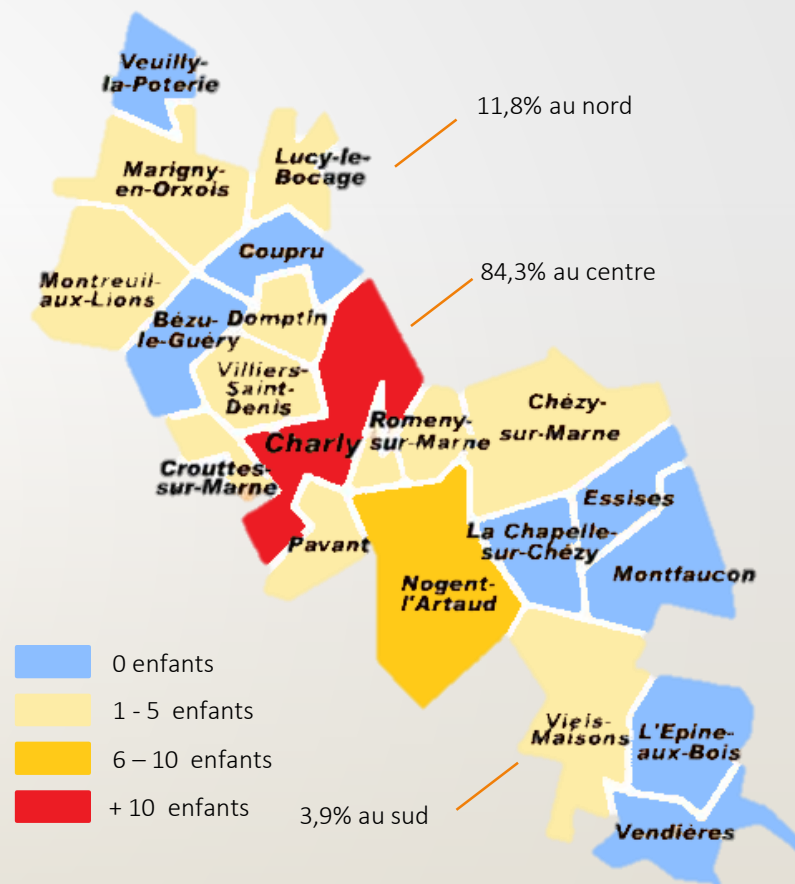 Veuilly-
la-Poterie
11,8% au nord
Lucy-le-
Bocage
Marigny-
en-Orxois
Coupru
84,3% au centre
Montreuil-
aux-Lions
Bézu-
le-Guéry
Domptin
Villiers-
Saint-
Denis
Chézy-
sur-Marne
Romeny-
sur-Marne
Charly
Crouttes-
sur-Marne
Essises
La Chapelle-
sur-Chézy
Pavant
Montfaucon
Nogent-
l'Artaud
0 enfants
1 - 5 enfants
6 – 10 enfants
+ 10 enfants
Vieis-
Maisons
L'Epine-
aux-Bois
3,9% au sud
Vendières